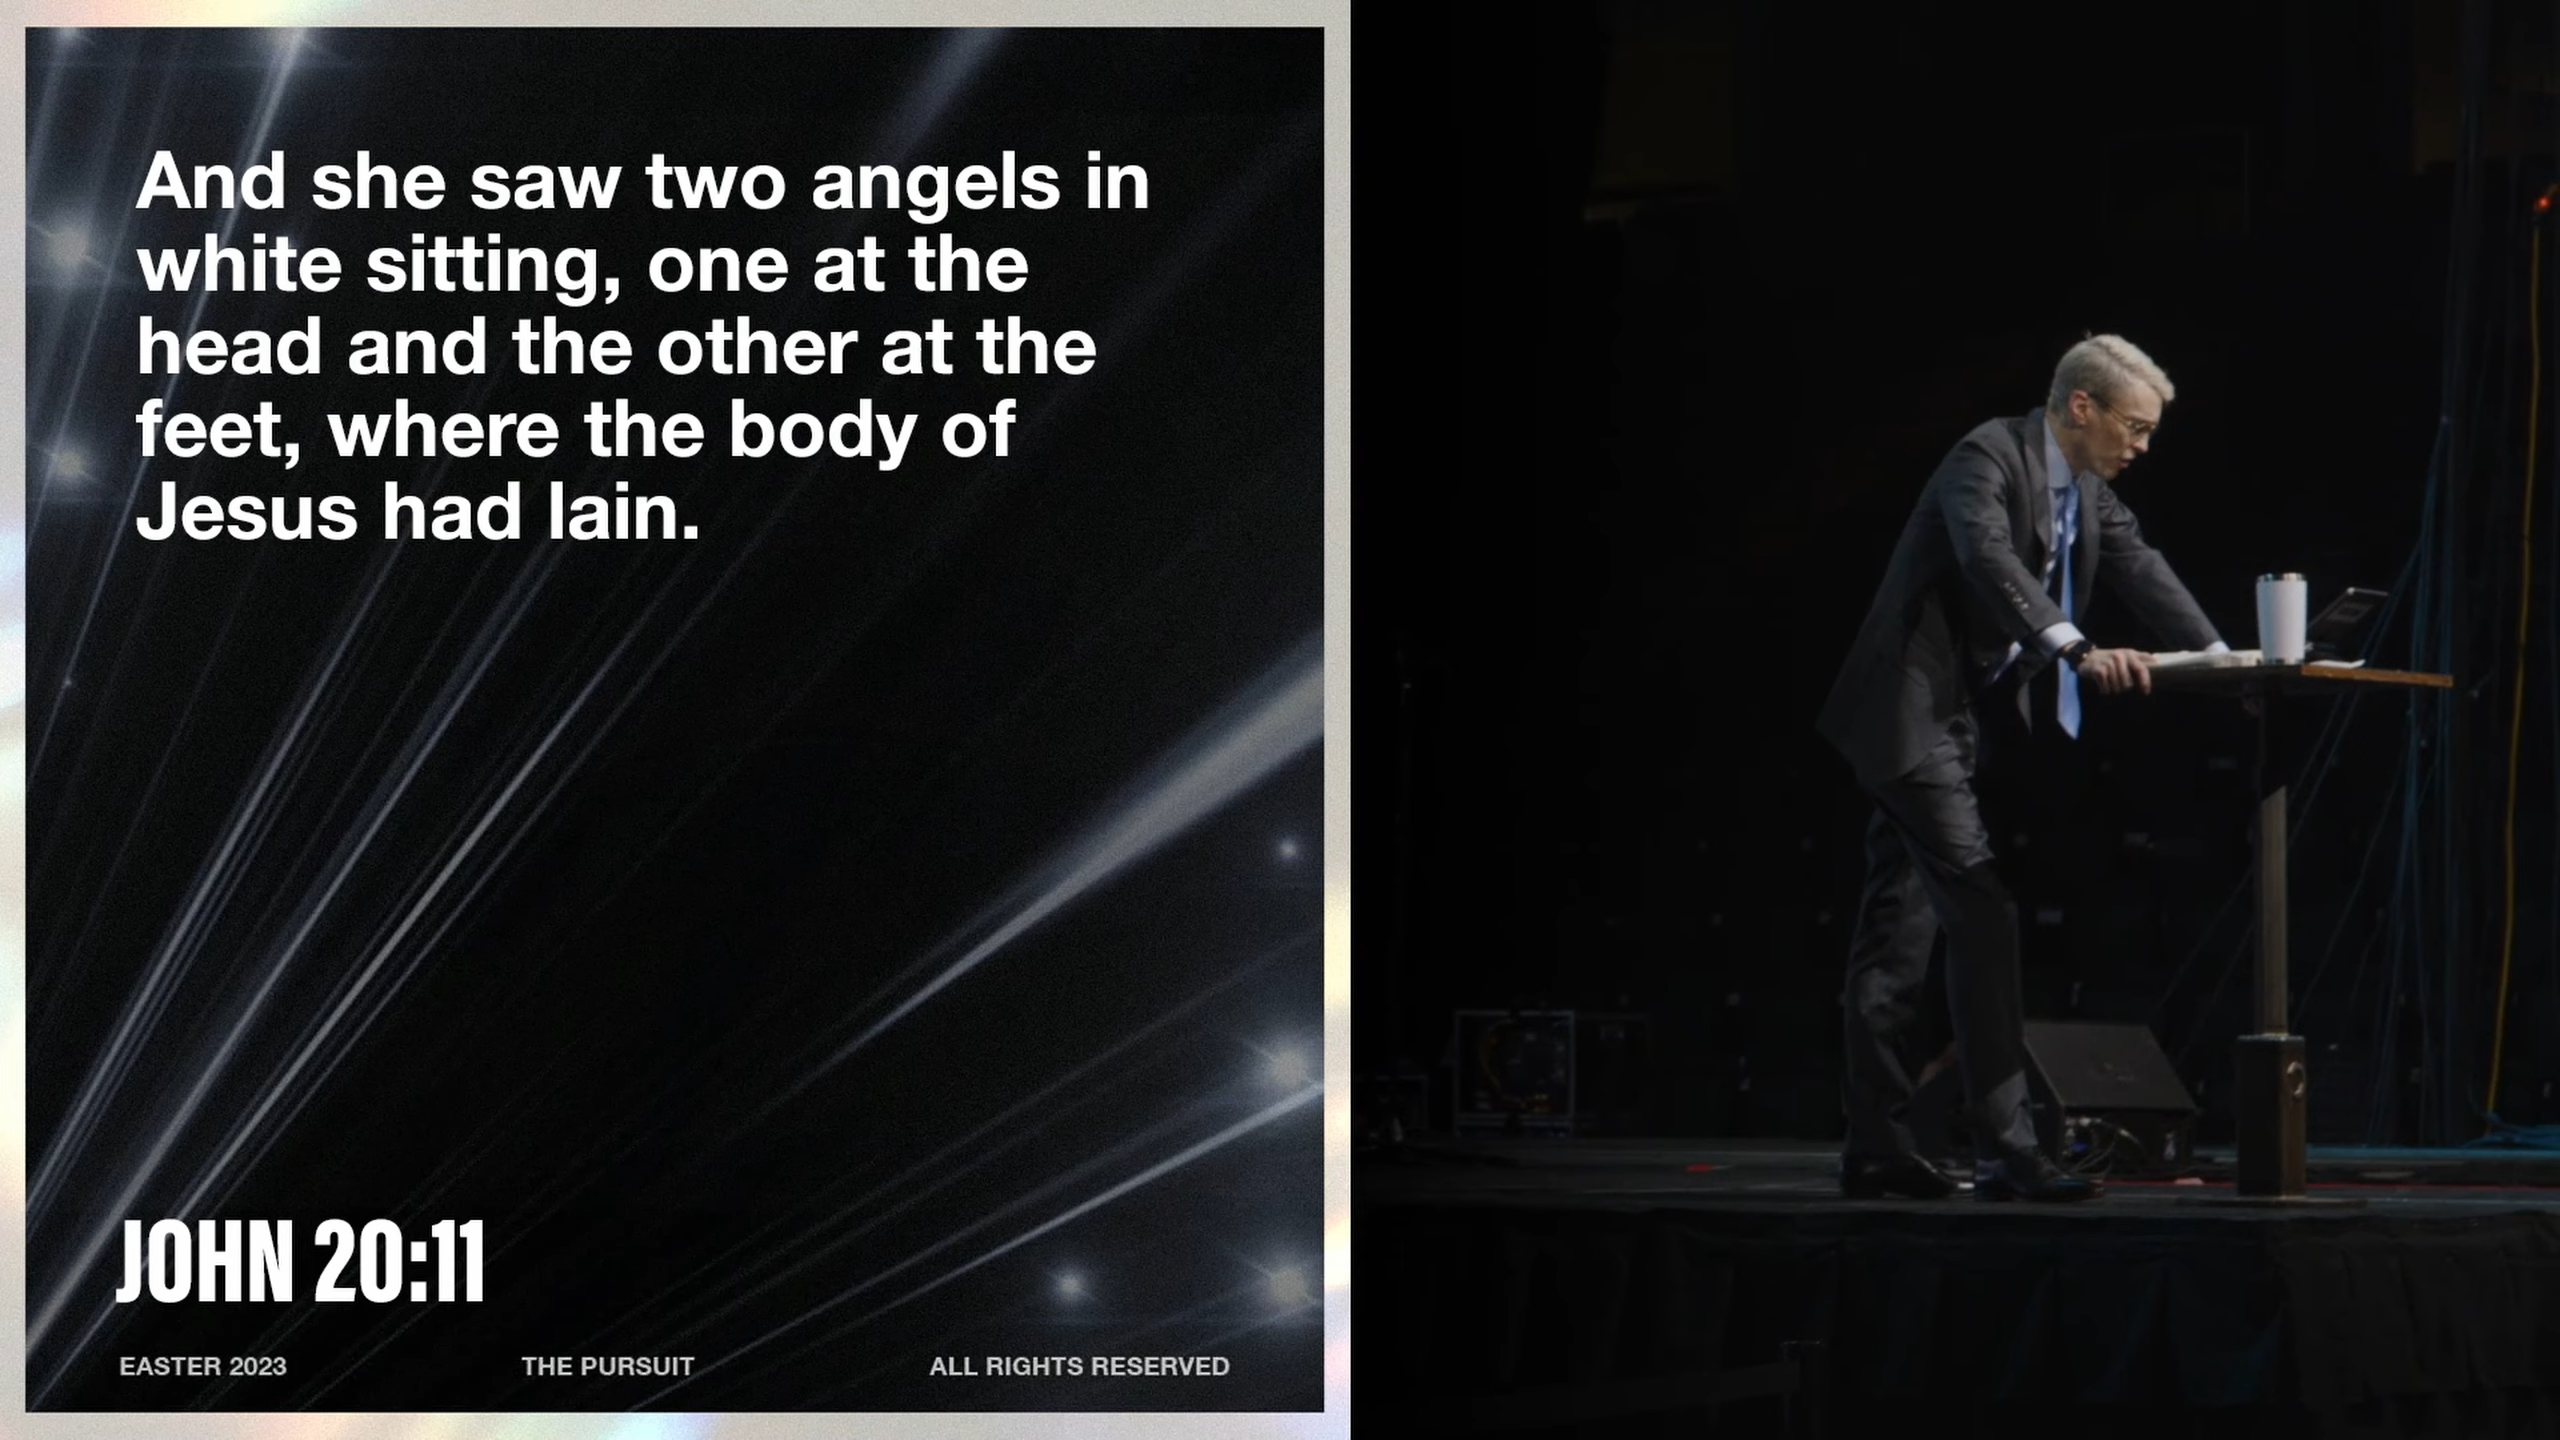 And she saw two angels in
white sitting, one at the
head and the other at the
feet, where the body of
Jesus had lain.
JOHN 20:11
EASTER 2023 THE PURSUIT ALL RIGHTS RESERVED